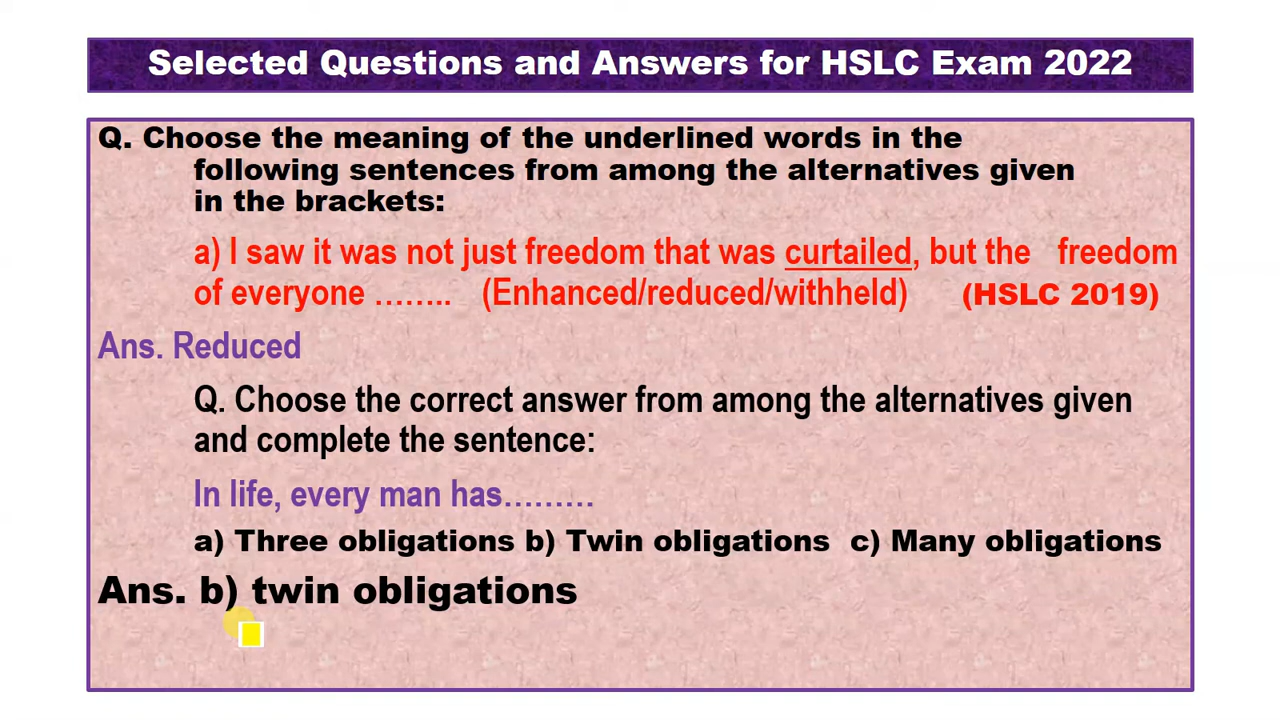 Selected Questions and Answers for HSLC Exam 2022
Q. Choose the meaning of the underlined words in the
following sentences from among the alternatives given
in the brackets:
a) I saw it was not just freedom that was curtailed, but the freedom
of everyone …….. (Enhanced/reduced/withheld) (HSLC 2019)
Ans. Reduced
Q. Choose the correct answer from among the alternatives given
and complete the sentence:
In life, every man has………
a) Three obligations b) Twin obligations c) Many obligations
Ans. b) twin obligations